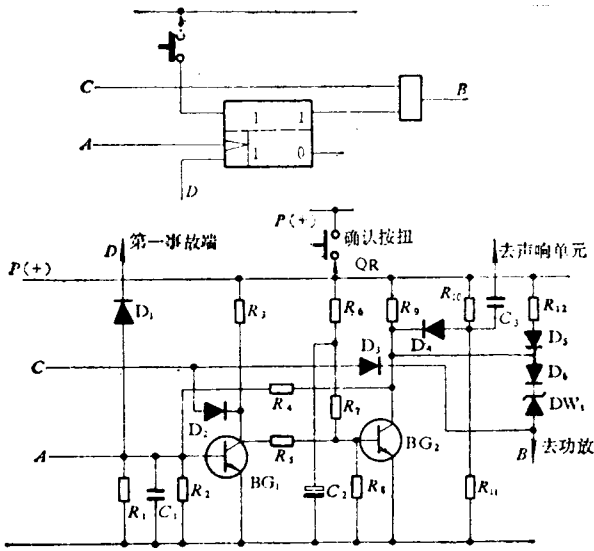 C
B
1 1
A
1 0
D
P(+)
确认按扭
D 第一事故端
去声响单元
QR
P(+)
D₁ R₃ R₆ R₉ R₁₀ C₃ R₁₂
D₄ D₅
C D₃
D₆
R₄
D₂ R₇ DW₁
A R₅ BG₂
BG₁ B 去功放
R₁ C₁ R₂ C₂ R₈ R₁₁